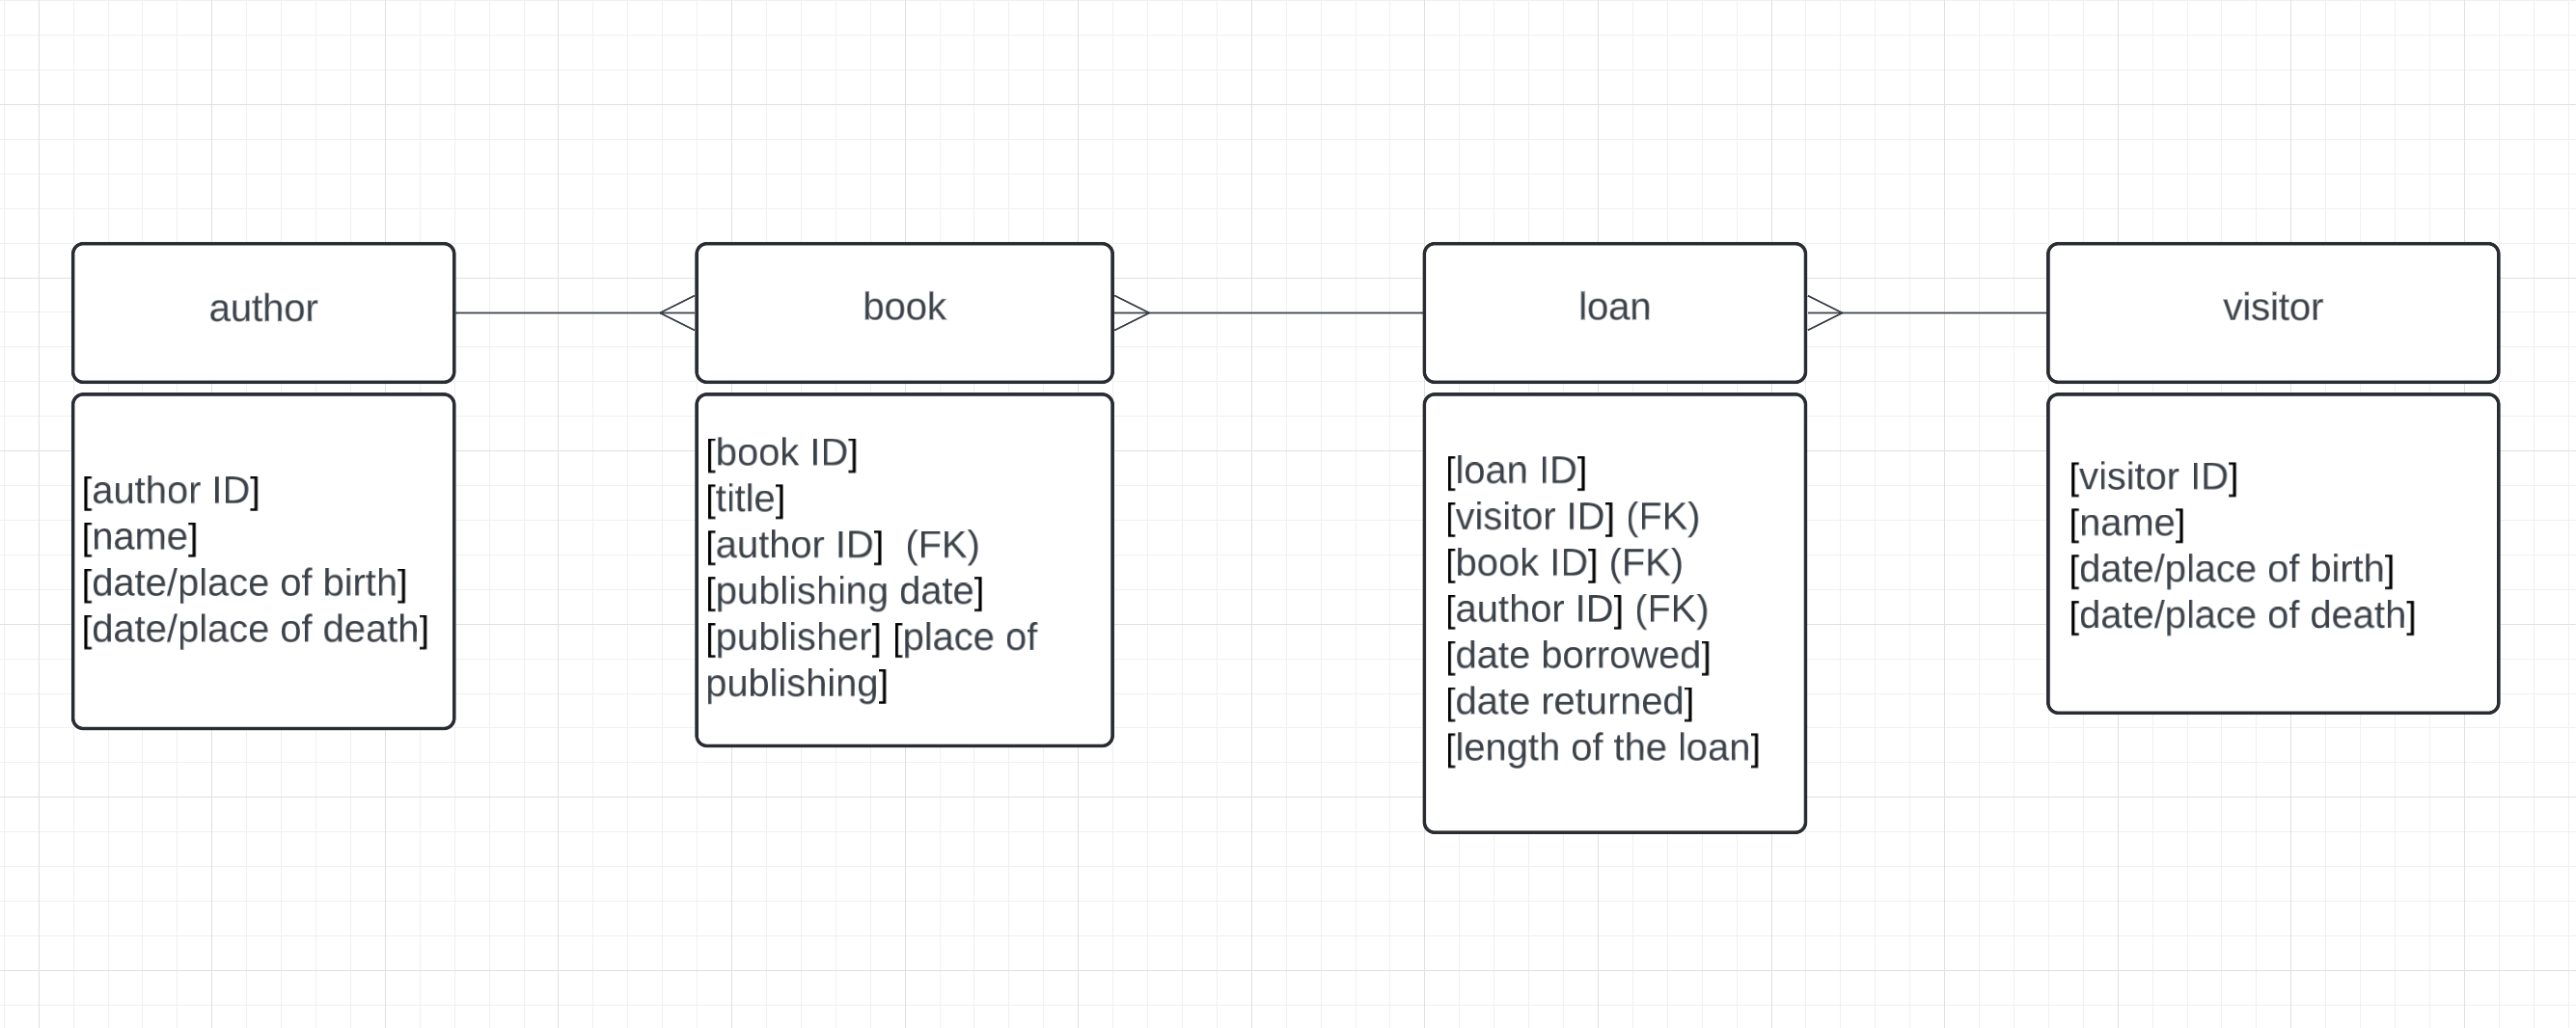 author
book
loan
visitor
[author ID]
[name]
[date/place of birth]
[date/place of death]
[book ID]
[title]
[author ID]  (FK)
[publishing date]
[publisher] [place of
publishing]
[loan ID]
[visitor ID] (FK)
[book ID] (FK)
[author ID] (FK)
[date borrowed]
[date returned]
[length of the loan]
[visitor ID]
[name]
[date/place of birth]
[date/place of death]